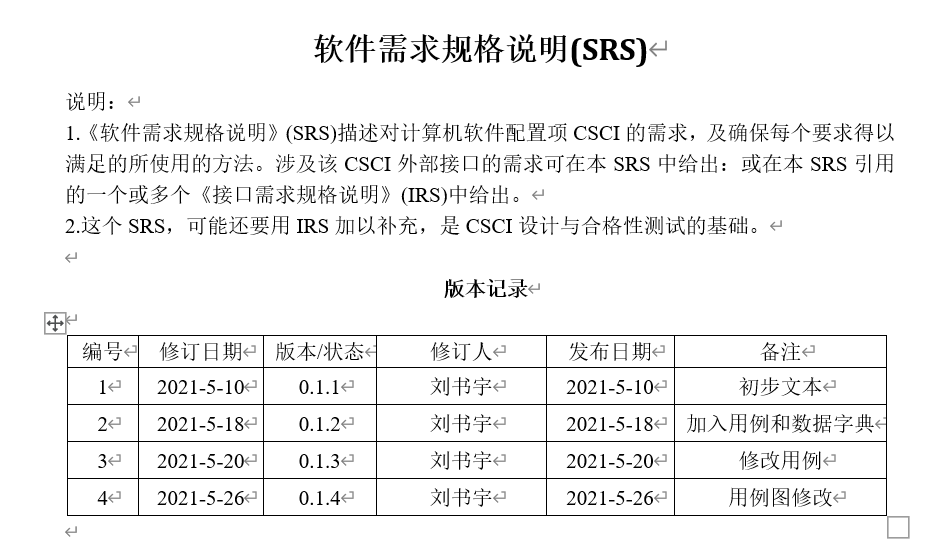 软件需求规格说明(SRS)
说明：
1.《软件需求规格说明》(SRS)描述对计算机软件配置项 CSCI 的需求，及确保每个要求得以
满足的所使用的方法。涉及该 CSCI 外部接口的需求可在本 SRS 中给出：或在本 SRS 引用
的一个或多个《接口需求规格说明》(IRS)中给出。
2.这个 SRS，可能还要用 IRS 加以补充，是 CSCI 设计与合格性测试的基础。
版本记录
编号 修订日期 版本/状态 修订人 发布日期 备注
1 2021-5-10 0.1.1 刘书宇 2021-5-10 初步文本
2 2021-5-18 0.1.2 刘书宇 2021-5-18 加入用例和数据字典
3 2021-5-20 0.1.3 刘书宇 2021-5-20 修改用例
4 2021-5-26 0.1.4 刘书宇 2021-5-26 用例图修改